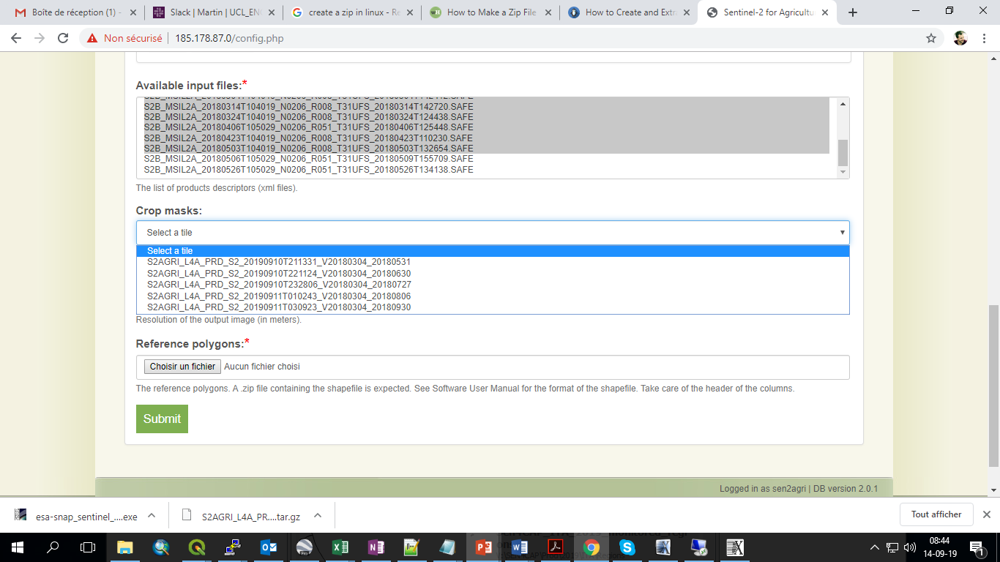 Boîte de réception (1) -
Slack | Martin | UCL_EN
create a zip in linux - Re
How to Make a Zip File
How to Create and Extr
Sentinel-2 for Agricultu
Non sécurisé
185.178.87.0/config.php
Available input files:*
S2B_MSIL2A_20180314T104019_N0206_R008_T31UFS_20180314T142720.SAFE
S2B_MSIL2A_20180324T104019_N0206_R008_T31UFS_20180324T124438.SAFE
S2B_MSIL2A_20180406T105029_N0206_R051_T31UFS_20180406T125448.SAFE
S2B_MSIL2A_20180423T104019_N0206_R008_T31UFS_20180423T110230.SAFE
S2B_MSIL2A_20180503T104019_N0206_R008_T31UFS_20180503T132654.SAFE
S2B_MSIL2A_20180506T105029_N0206_R051_T31UFS_20180509T155709.SAFE
S2B_MSIL2A_20180526T105029_N0206_R051_T31UFS_20180526T134138.SAFE
The list of products descriptors (xml files).
Crop masks:
Select a tile
Select a tile
S2AGRI_L4A_PRD_S2_20190910T211331_V20180304_20180531
S2AGRI_L4A_PRD_S2_20190910T221124_V20180304_20180630
S2AGRI_L4A_PRD_S2_20190910T232806_V20180304_20180727
S2AGRI_L4A_PRD_S2_20190911T010243_V20180304_20180806
S2AGRI_L4A_PRD_S2_20190911T030923_V20180304_20180930
Resolution of the output image (in meters).
Reference polygons:*
Choisir un fichier Aucun fichier choisi
The reference polygons. A .zip file containing the shapefile is expected. See Software User Manual for the format of the shapefile. Take care of the header of the columns.
Submit
Logged in as sen2agri | DB version 2.0.1
esa-snap_sentinel_....exe
S2AGRI_L4A_PR....tar.gz
Tout afficher
08:44
14-09-19